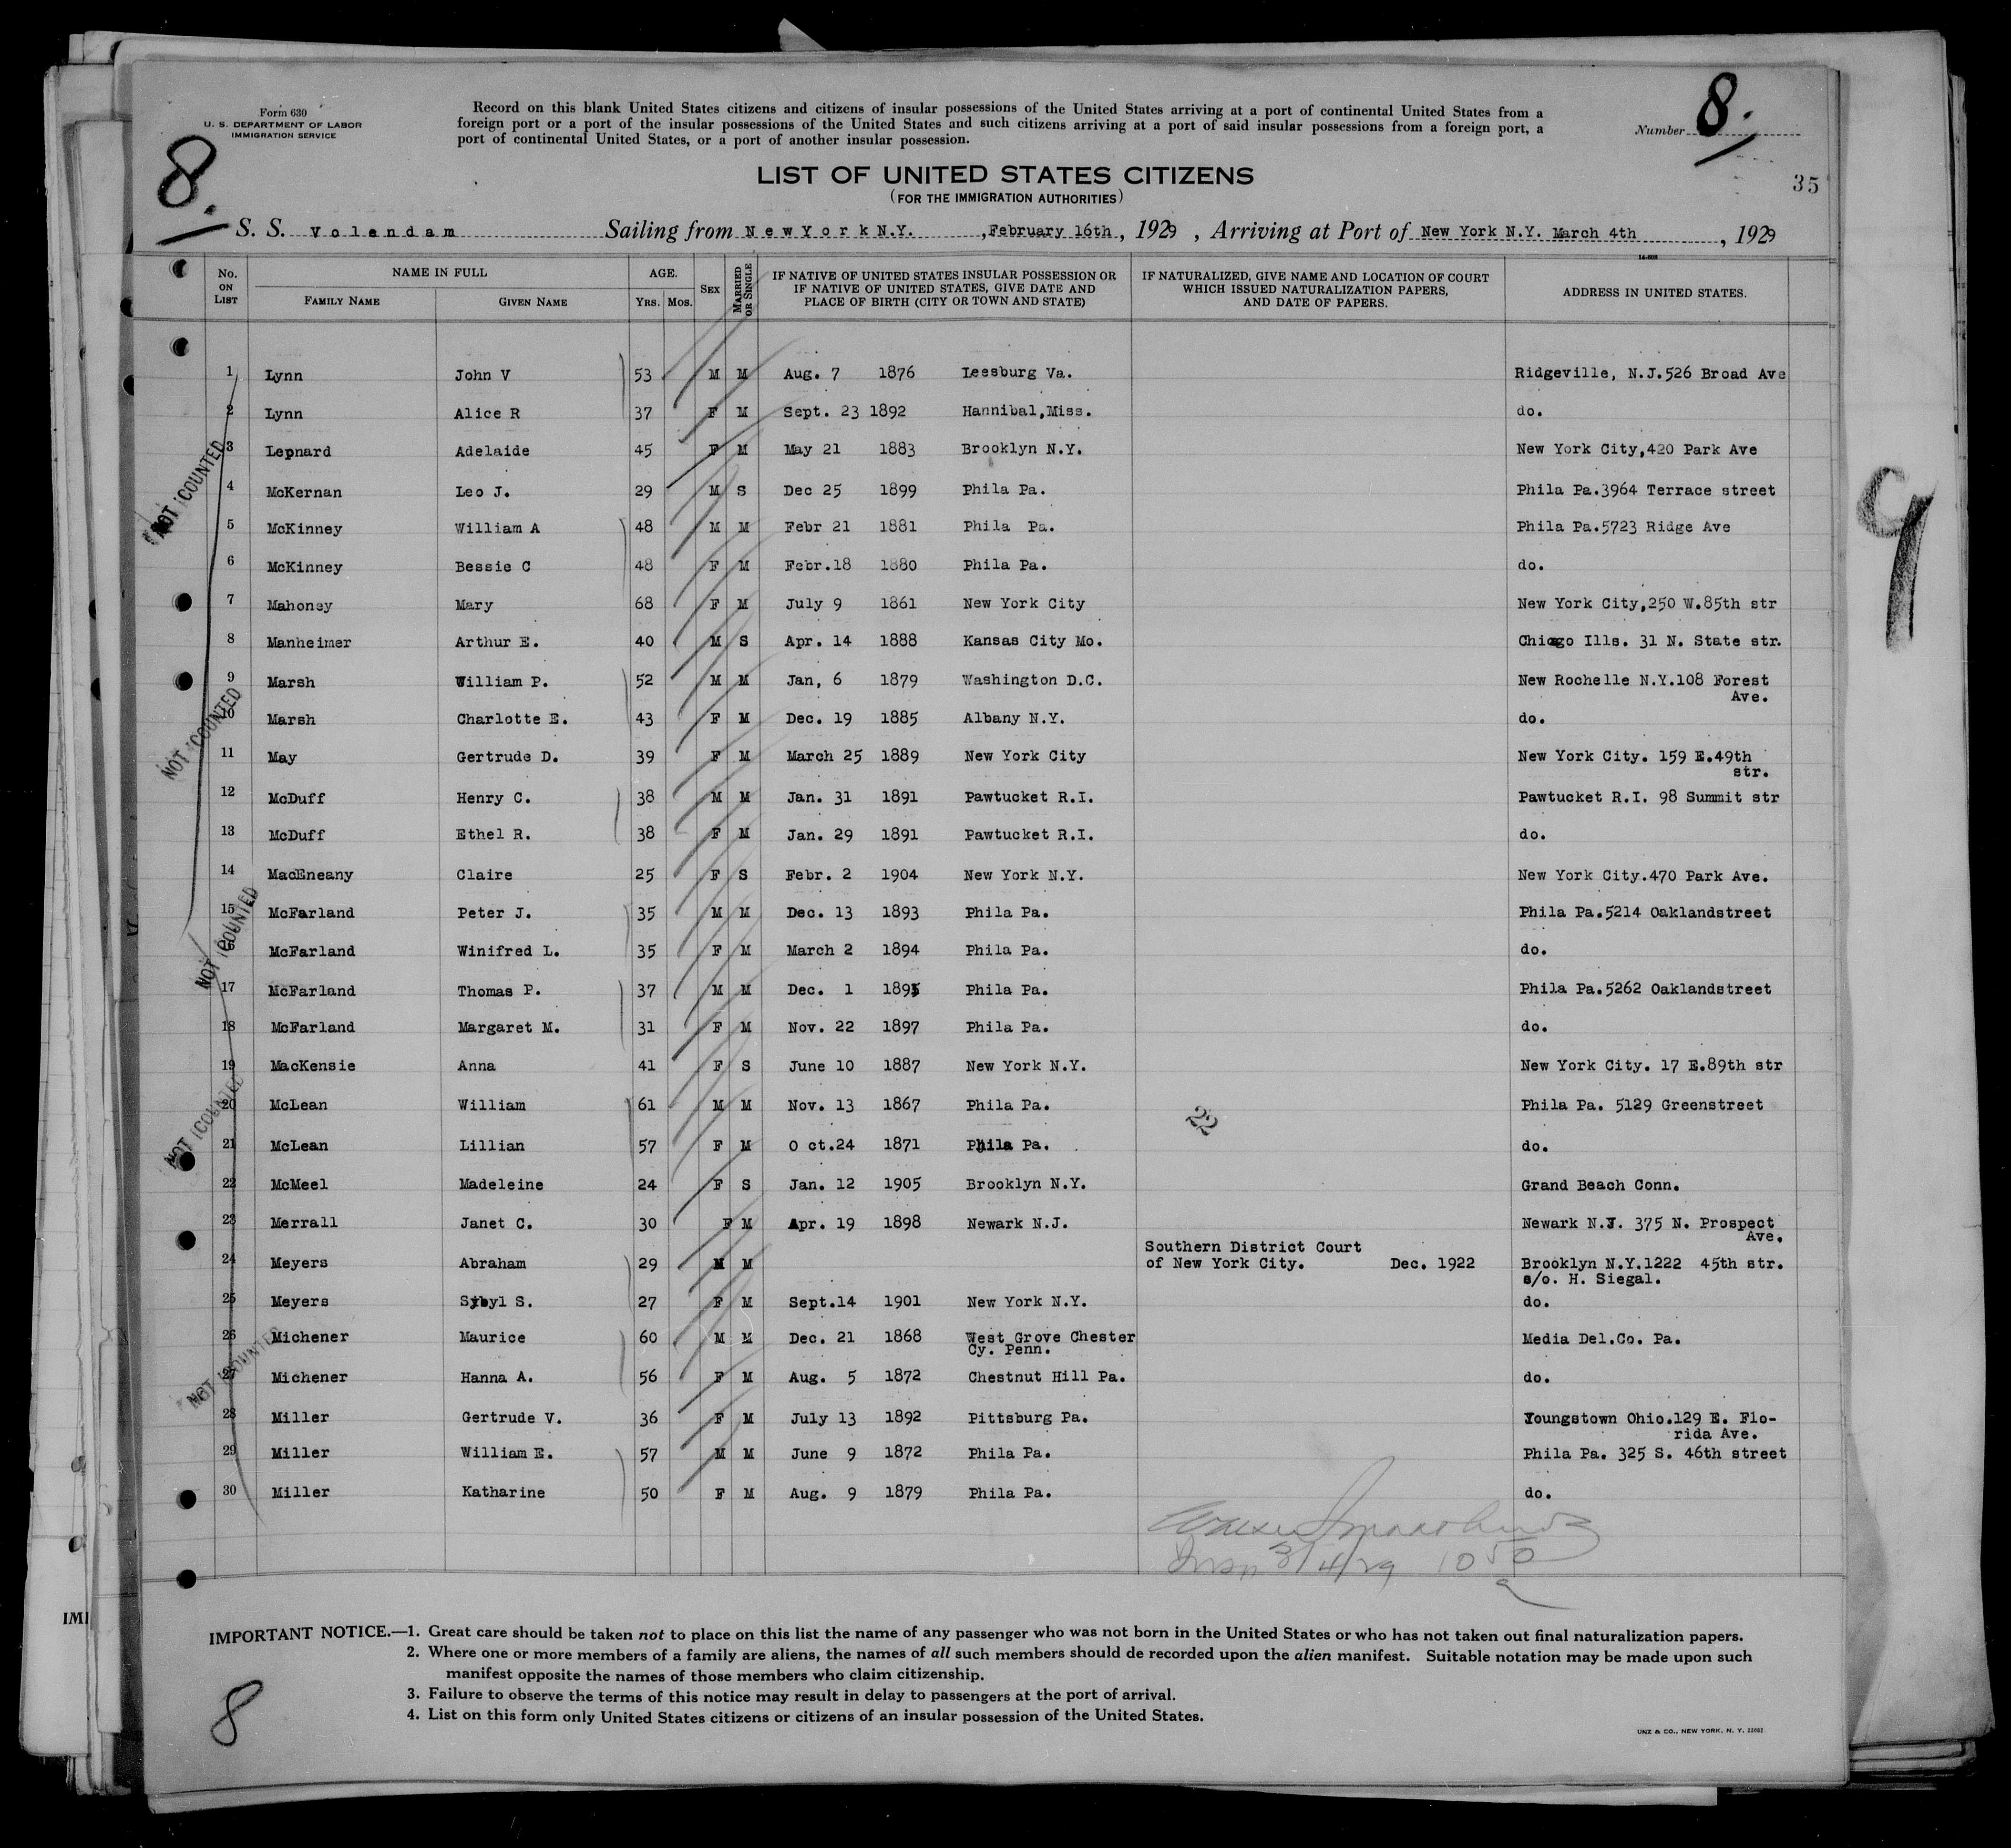 Form 630
U. S. DEPARTMENT OF LABOR
IMMIGRATION SERVICE
Record on this blank United States citizens and citizens of insular possessions of the United States arriving at a port of continental United States from a
foreign port or a port of the insular possessions of the United States and such citizens arriving at a port of said insular possessions from a foreign port, a
port of continental United States, or a port of another insular possession.
Number 8.
8.
35
LIST OF UNITED STATES CITIZENS
(FOR THE IMMIGRATION AUTHORITIES)
S. S. Volendam Sailing from New York N.Y. , February 16th, 1929 , Arriving at Port of New York N.Y. March 4th , 1929
No. ON LIST NAME IN FULL FAMILY NAME GIVEN NAME AGE. YRS. MOS. SEX MARRIED OR SINGLE IF NATIVE OF UNITED STATES INSULAR POSSESSION OR IF NATIVE OF UNITED STATES, GIVE DATE AND PLACE OF BIRTH (CITY OR TOWN AND STATE) IF NATURALIZED, GIVE NAME AND LOCATION OF COURT WHICH ISSUED NATURALIZATION PAPERS, AND DATE OF PAPERS. ADDRESS IN UNITED STATES.
1 Lynn John V 53 M M Aug. 7 1876 Leesburg Va. Ridgeville, N.J.526 Broad Ave
2 Lynn Alice R 37 F M Sept. 23 1892 Hannibal,Miss. do.
3 Leonard Adelaide 45 F M May 21 1883 Brooklyn N.Y. New York City,420 Park Ave
4 McKernan Leo J. 29 M S Dec 25 1899 Phila Pa. Phila Pa.3964 Terrace street
5 McKinney William A 48 M M Febr 21 1881 Phila Pa. Phila Pa.5723 Ridge Ave
6 McKinney Bessie C 48 F M Febr.18 1880 Phila Pa. do.
7 Mahoney Mary 68 F M July 9 1861 New York City New York City,250 W.85th str
8 Manheimer Arthur E. 40 M S Apr. 14 1888 Kansas City Mo. Chicago Ills. 31 N. State str.
9 Marsh William P. 52 M M Jan, 6 1879 Washington D.C. New Rochelle N.Y.108 Forest
Ave.
10 Marsh Charlotte E. 43 F M Dec. 19 1885 Albany N.Y. do.
11 May Gertrude D. 39 F M March 25 1889 New York City New York City. 159 E.49th
str.
12 McDuff Henry C. 38 M M Jan. 31 1891 Pawtucket R.I. Pawtucket R.I. 98 Summit str
13 McDuff Ethel R. 38 F M Jan. 29 1891 Pawtucket R.I. do.
14 MacEneany Claire 25 F S Febr. 2 1904 New York N.Y. New York City.470 Park Ave.
15 McFarland Peter J. 35 M M Dec. 13 1893 Phila Pa. Phila Pa.5214 Oaklandstreet
16 McFarland Winifred L. 35 F M March 2 1894 Phila Pa. do.
17 McFarland Thomas P. 37 M M Dec. 1 Phila Pa. Phila Pa.5262 Oaklandstreet
18 McFarland Margaret M. 31 F M Nov. 22 1897 Phila Pa. do.
19 MacKensie Anna 41 F S June 10 1887 New York N.Y. New York City. 17 E.89th str
20 McLean William 61 M M Nov. 13 1867 Phila Pa. Phila Pa. 5129 Greenstreet
22
21 McLean Lillian 57 F M O ct.24 1871 Phila Pa. do.
22 McMeel Madeleine 24 F S Jan. 12 1905 Brooklyn N.Y. Grand Beach Conn.
23 Merrall Janet C. 30 F M Apr. 19 1898 Newark N.J. Newark N.J. 375 N. Prospect
Ave.
Southern District Court
24 Meyers Abraham 29 M M of New York City. Dec. 1922 Brooklyn N.Y.1222 45th str.
s/o. H. Siegal.
25 Meyers Sybyl S. 27 F M Sept.14 1901 New York N.Y. do.
26 Michener Maurice 60 M M Dec. 21 1868 West Grove Chester Media Del.Co. Pa.
Cy. Penn.
27 Michener Hanna A. 56 F M Aug. 5 1872 Chestnut Hill Pa. do.
28 Miller Gertrude V. 36 F M July 13 1892 Pittsburg Pa. Youngstown Ohio.129 E. Flo-
rida Ave.
29 Miller William E. 57 M M June 9 1872 Phila Pa. Phila Pa. 325 S. 46th street
30 Miller Katharine 50 F M Aug. 9 1879 Phila Pa. do.
NOT COUNTED
NOT COUNTED
NOT COUNTED
NOT COUNTED
NOT COUNTED
3/4/29 10 50 a
9
IMPORTANT NOTICE.—1. Great care should be taken not to place on this list the name of any passenger who was not born in the United States or who has not taken out final naturalization papers.
2. Where one or more members of a family are aliens, the names of all such members should be recorded upon the alien manifest. Suitable notation may be made upon such
manifest opposite the names of those members who claim citizenship.
3. Failure to observe the terms of this notice may result in delay to passengers at the port of arrival.
4. List on this form only United States citizens or citizens of an insular possession of the United States.
8
UNZ & CO., NEW YORK, N. Y. 22082
IMI